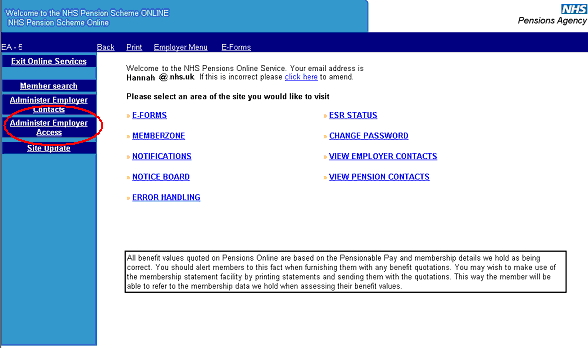 Welcome to the NHS Pension Scheme ONLINE
NHS Pension Scheme Online
NHS
Pensions Agency
EA - 5
Back Print Employer Menu E-Forms
Exit Online Services
Member search
Administer Employer
Contacts
Administer Employer
Access
Site Update
Welcome to the NHS Pensions Online Service. Your email address is
Hannah @ nhs.uk If this is incorrect please click here to amend.
Please select an area of the site you would like to visit
E-FORMS
ESR STATUS
MEMBERZONE
CHANGE PASSWORD
NOTIFICATIONS
VIEW EMPLOYER CONTACTS
NOTICE BOARD
VIEW PENSION CONTACTS
ERROR HANDLING
All benefit values quoted on Pensions Online are based on the Pensionable Pay and membership details we hold as being
correct. You should alert members to this fact when furnishing them with any benefit quotations. You may wish to make use of
the membership statement facility by printing statements and sending them with the quotations. This way the member will be
able to refer to the membership data we hold when assessing their benefit values.